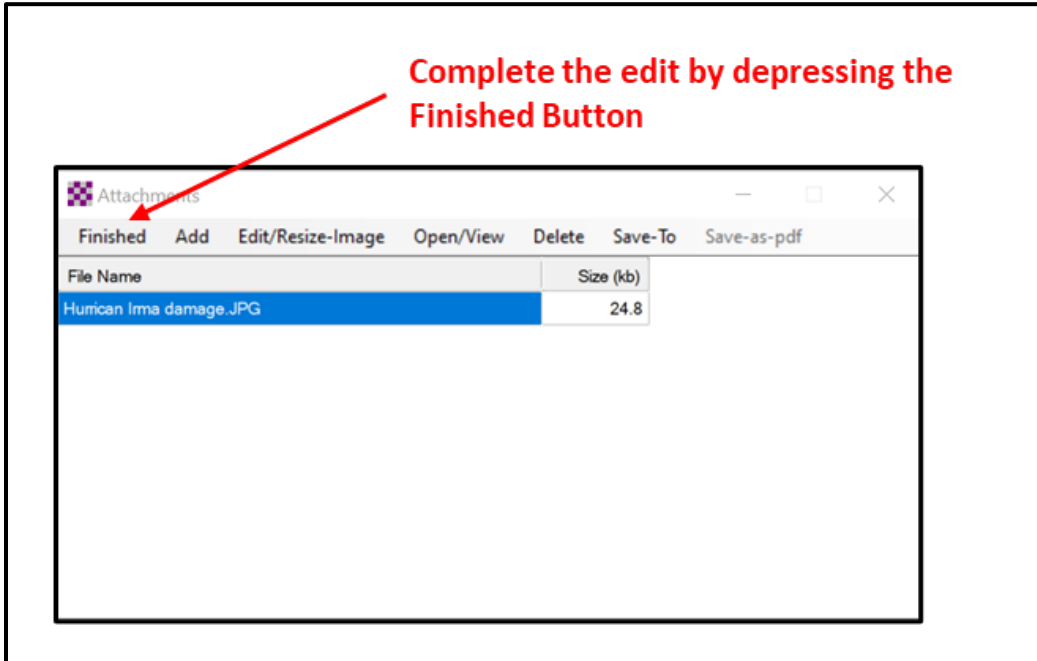 Complete the edit by depressing the
Finished Button
Attachments
Finished Add Edit/Resize-Image Open/View Delete Save-To Save-as-pdf
File Name Size (kb)
Hurrican Irma damage.JPG 24.8